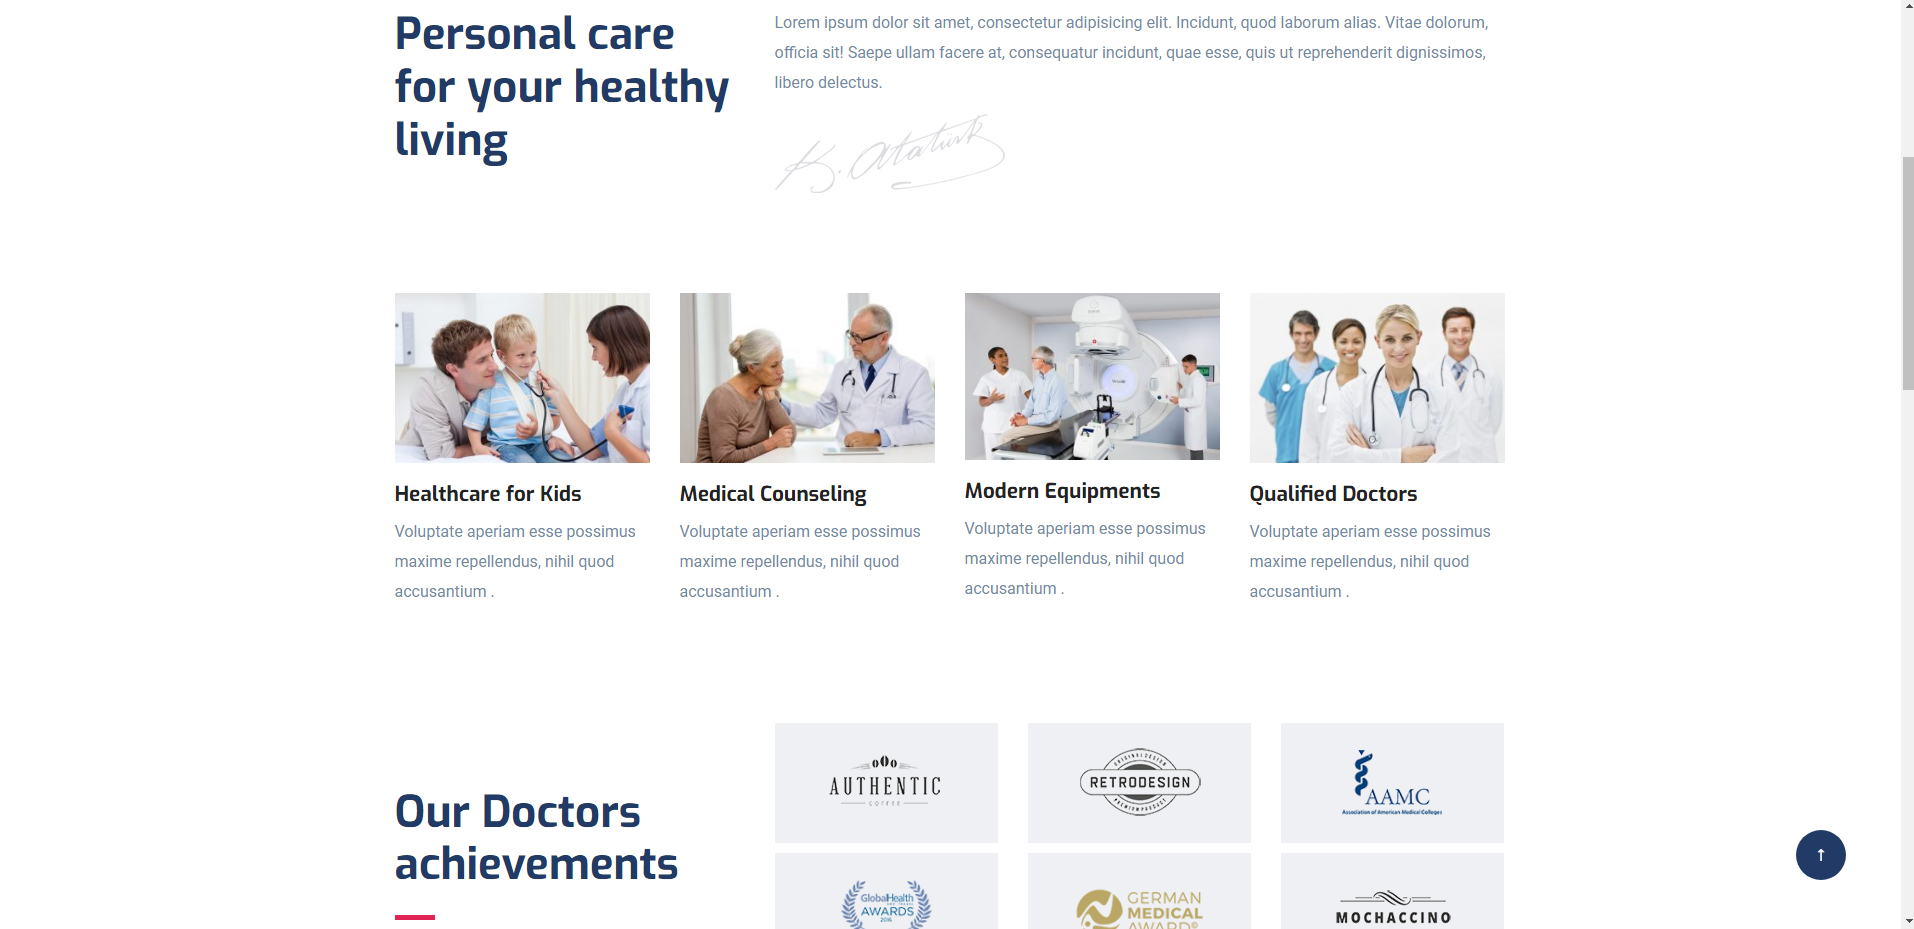 Personal care
for your healthy
living
Lorem ipsum dolor sit amet, consectetur adipisicing elit. Incidunt, quod laborum alias. Vitae dolorum,
officia sit! Saepe ullam facere at, consequatur incidunt, quae esse, quis ut reprehenderit dignissimos,
libero delectus.
K. Atatürk
Healthcare for Kids
Voluptate aperiam esse possimus
maxime repellendus, nihil quod
accusantium .
Medical Counseling
Voluptate aperiam esse possimus
maxime repellendus, nihil quod
accusantium .
Modern Equipments
Voluptate aperiam esse possimus
maxime repellendus, nihil quod
accusantium .
Qualified Doctors
Voluptate aperiam esse possimus
maxime repellendus, nihil quod
accusantium .
Our Doctors
achievements
AUTHENTIC
COFFEE
ORIGINAL DESIGN
RETRODESIGN
PREMIUM PRODUCT
AAMC
Association of American Medical Colleges
GlobalHealth
AWARDS
2016
GERMAN
MEDICAL
AWARD®
MOCHACCINO